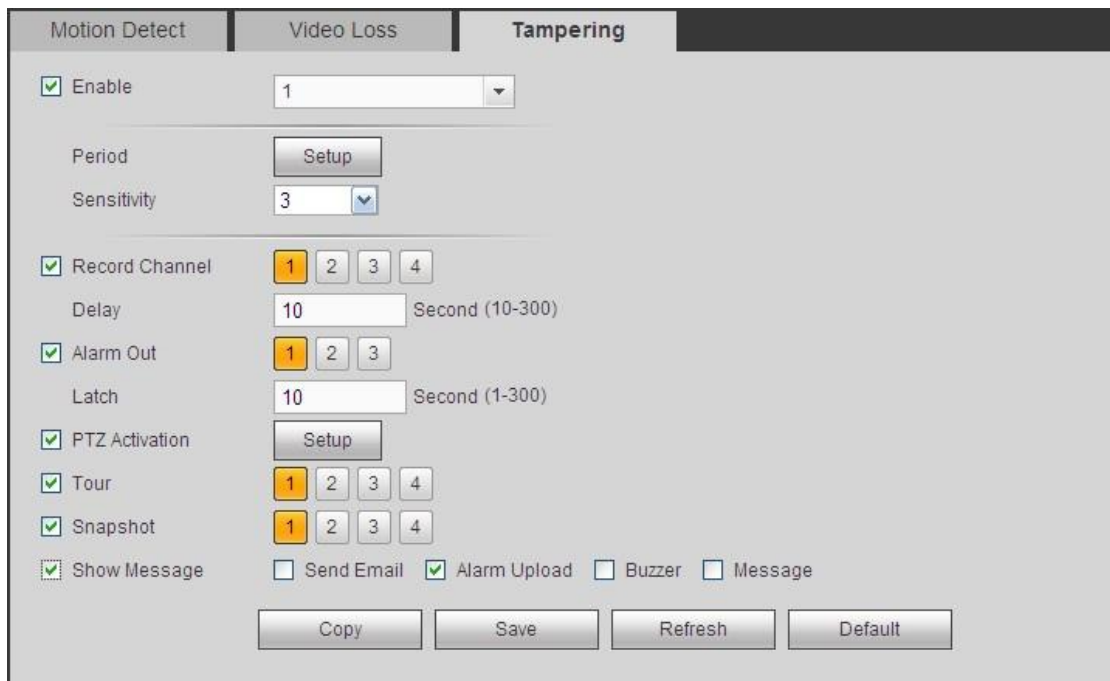 Motion Detect Video Loss Tampering
Enable 1
Period Setup
Sensitivity 3
Record Channel 1 2 3 4
Delay 10 Second (10-300)
Alarm Out 1 2 3
Latch 10 Second (1-300)
PTZ Activation Setup
Tour 1 2 3 4
Snapshot 1 2 3 4
Show Message Send Email Alarm Upload Buzzer Message
Copy Save Refresh Default